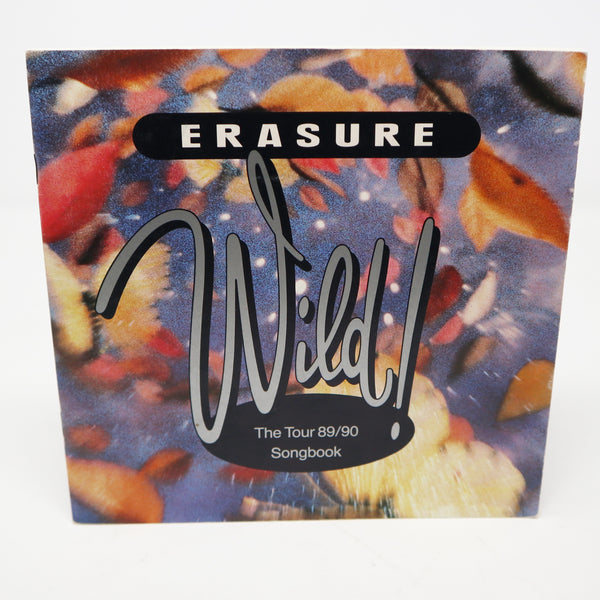 ERASURE
Wild!
The Tour 89/90
Songbook